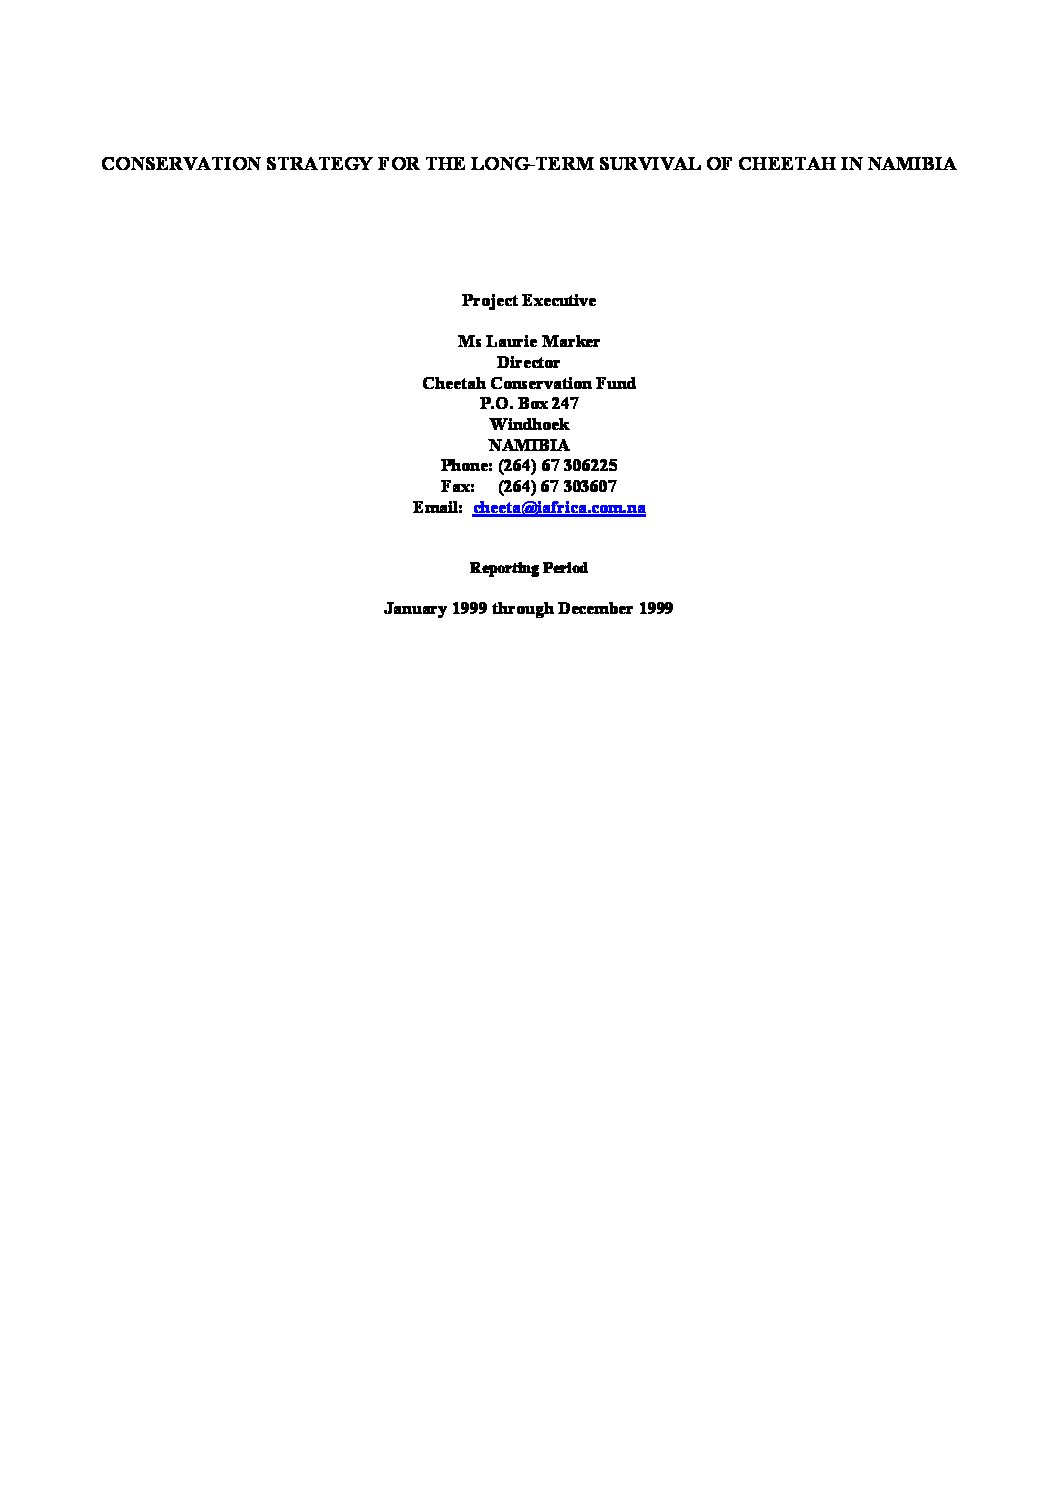 CONSERVATION STRATEGY FOR THE LONG-TERM SURVIVAL OF CHEETAH IN NAMIBIA
Project Executive
Ms Laurie Marker
Director
Cheetah Conservation Fund
P.O. Box 247
Windhoek
NAMIBIA
Phone: (264) 67 306225
Fax: (264) 67 303607
Email: cheeta@iafrica.com.na
Reporting Period
January 1999 through December 1999